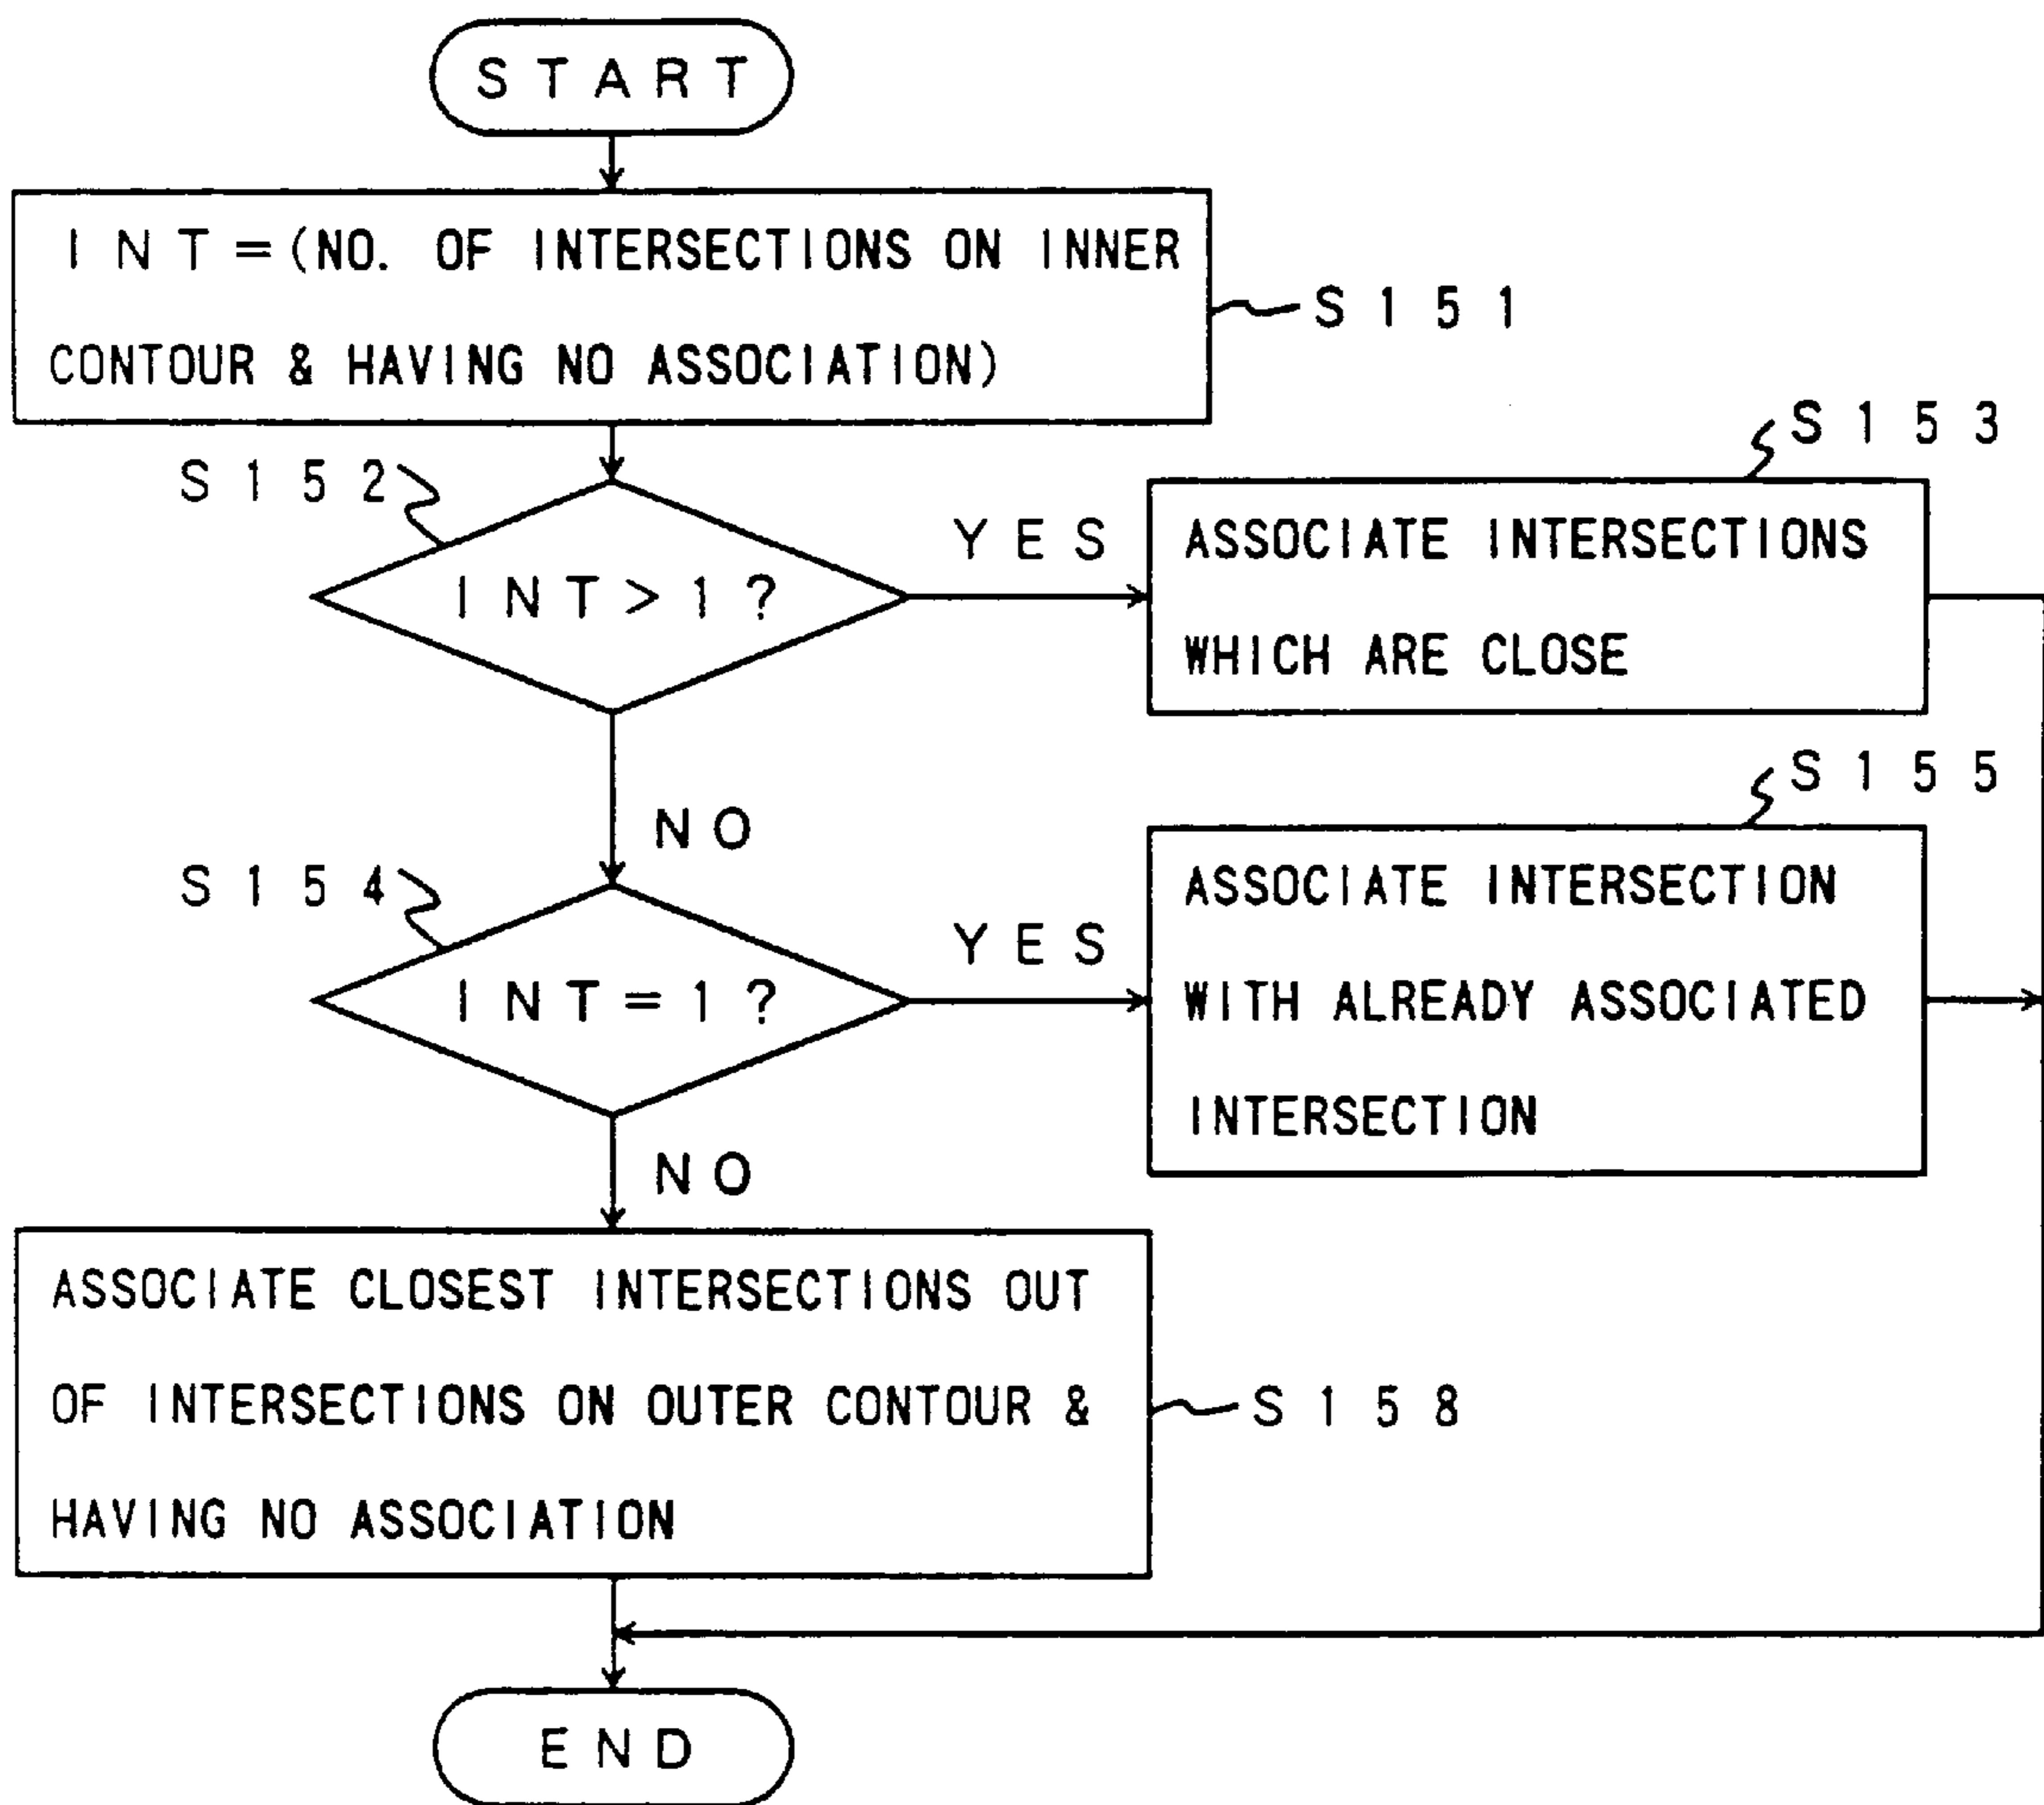 START
INT=(NO. OF INTERSECTIONS ON INNER
CONTOUR & HAVING NO ASSOCIATION)
S151
S152
INT>1?
YES
S153
ASSOCIATE INTERSECTIONS
WHICH ARE CLOSE
NO
S154
INT=1?
YES
S155
ASSOCIATE INTERSECTION
WITH ALREADY ASSOCIATED
INTERSECTION
NO
ASSOCIATE CLOSEST INTERSECTIONS OUT
OF INTERSECTIONS ON OUTER CONTOUR &
HAVING NO ASSOCIATION
S158
END